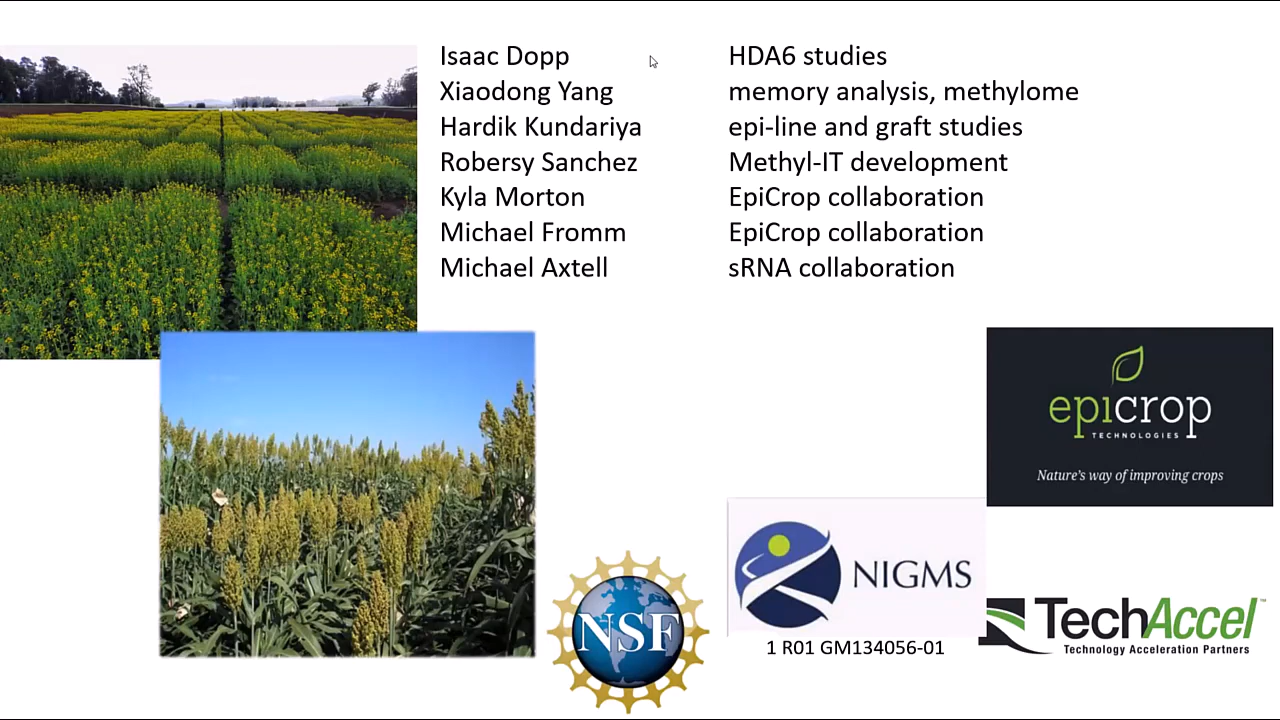 Isaac Dopp HDA6 studies
Xiaodong Yang memory analysis, methylome
Hardik Kundariya epi-line and graft studies
Robersy Sanchez Methyl-IT development
Kyla Morton EpiCrop collaboration
Michael Fromm EpiCrop collaboration
Michael Axtell sRNA collaboration
epicrop
TECHNOLOGIES
Nature's way of improving crops
NSF
NIGMS
1 R01 GM134056-01
TechAccel™
Technology Acceleration Partners